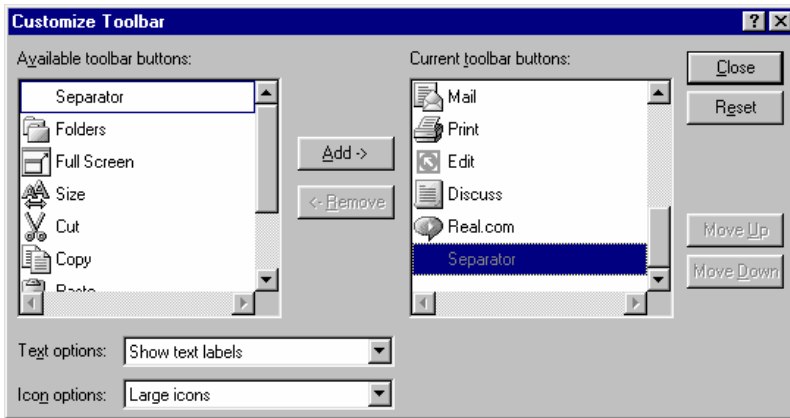 Customize Toolbar
Available toolbar buttons:
Separator
Folders
Full Screen
Size
Cut
Copy
Paste
Add ->
<- Remove
Current toolbar buttons:
Mail
Print
Edit
Discuss
Real.com
Separator
Close
Reset
Move Up
Move Down
Text options: Show text labels
Icon options: Large icons